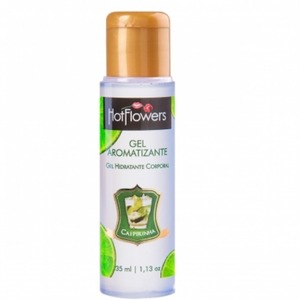 HotFlowers
GEL
AROMATIZANTE
GEL HIDRATANTE CORPORAL
CAIPIRINHA
35 ml | 1,13 oz